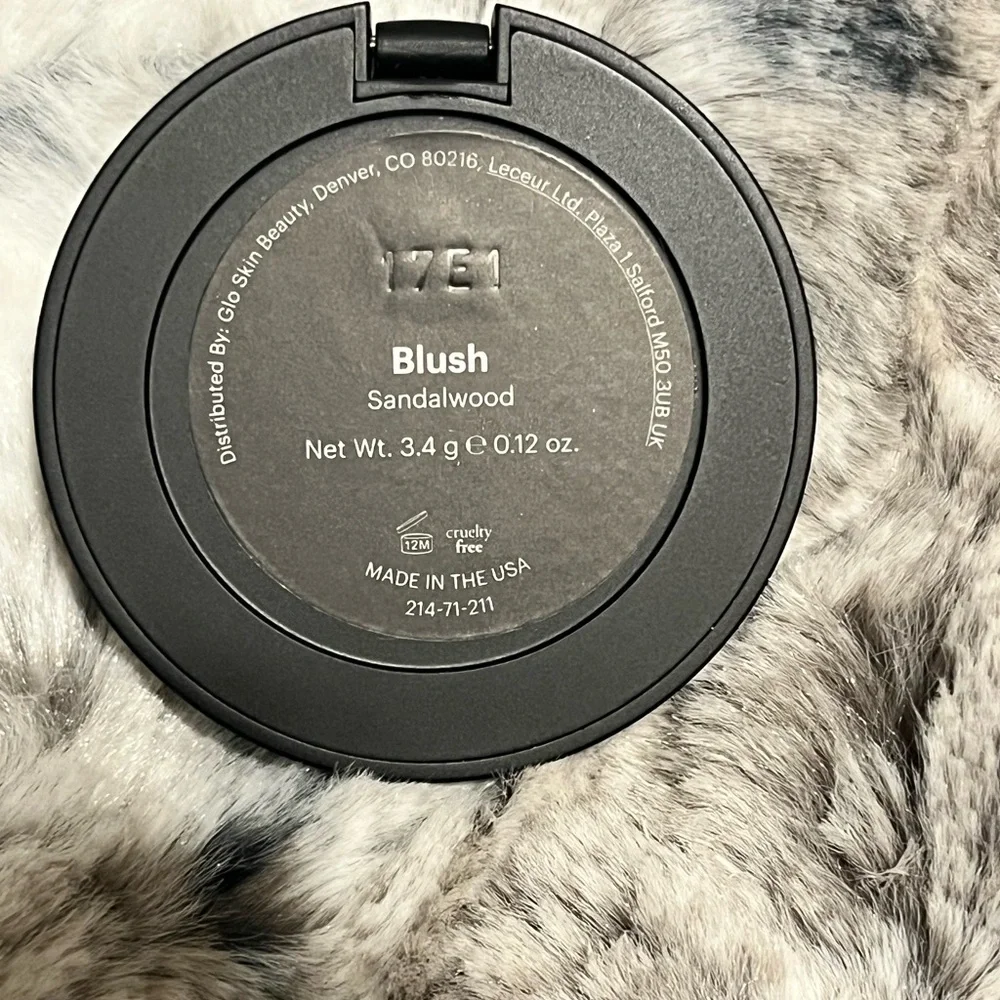 Distributed By: Glo Skin Beauty, Denver, CO 80216, Leceur Ltd. Plaza 1 Salford M50 3UB UK
17E1
Blush
Sandalwood
Net Wt. 3.4 g ℮ 0.12 oz.
12M
cruelty
free
MADE IN THE USA
214-71-211